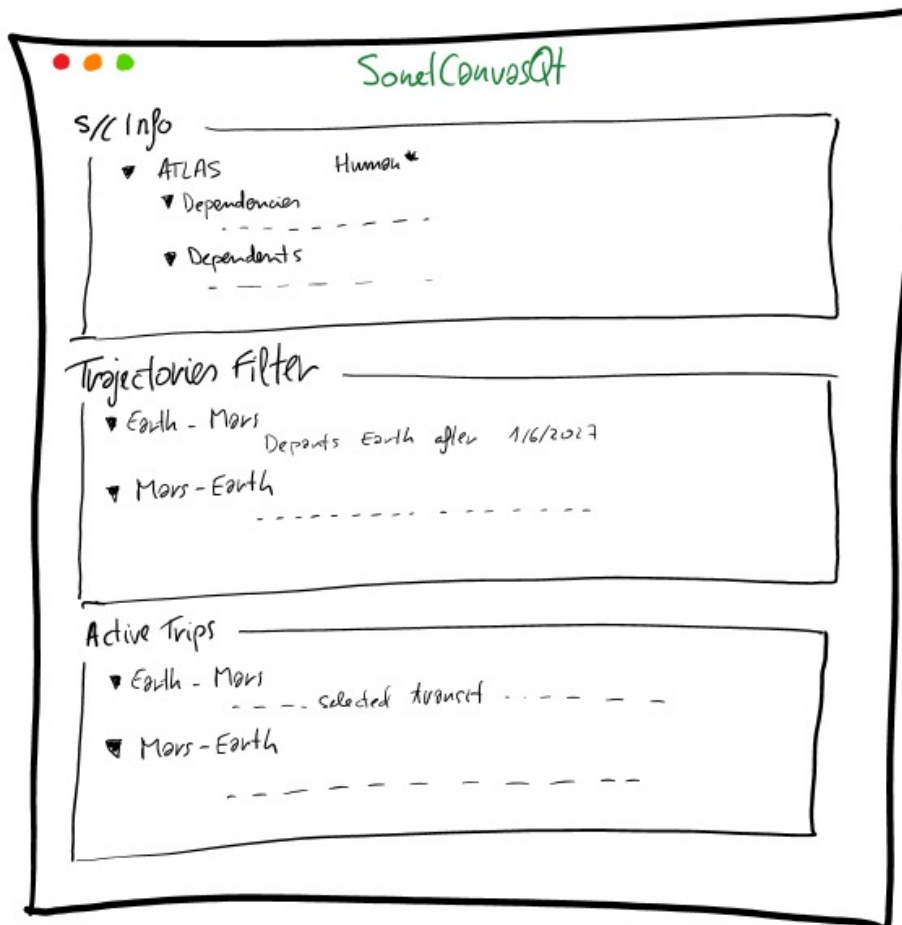 SonetCanvasQt
S/C Info
ATLAS Human*
Dependencies
Dependents
Trajectories Filter
Earth - Mars
Departs Earth after 1/6/2027
Mars - Earth
Active Trips
Earth - Mars
selected transit
Mars - Earth